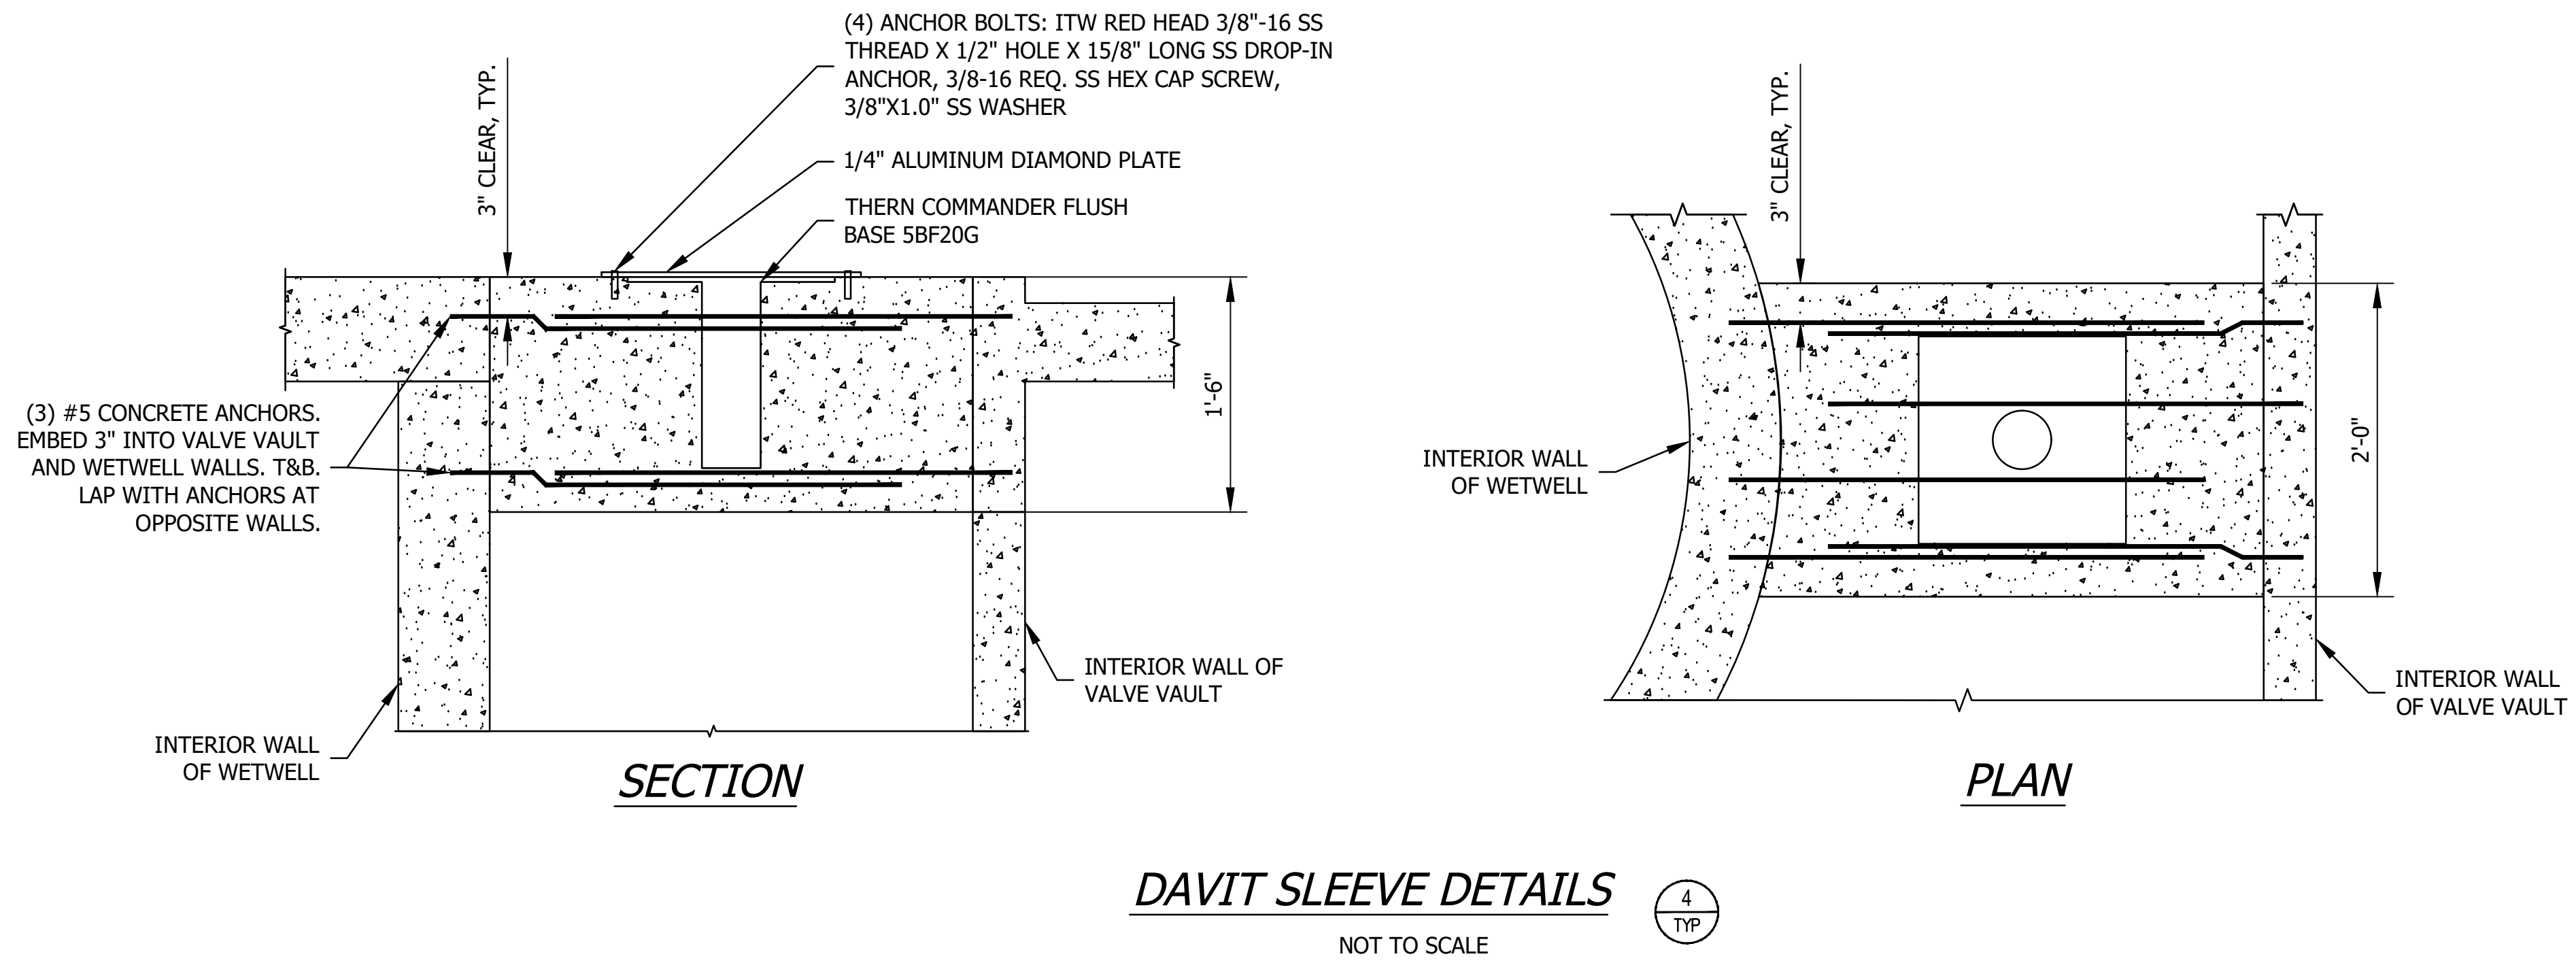 (4) ANCHOR BOLTS: ITW RED HEAD 3/8"-16 SS
THREAD X 1/2" HOLE X 15/8" LONG SS DROP-IN
ANCHOR, 3/8-16 REQ. SS HEX CAP SCREW,
3/8"X1.0" SS WASHER
3" CLEAR, TYP.
1/4" ALUMINUM DIAMOND PLATE
THERN COMMANDER FLUSH
BASE 5BF20G
(3) #5 CONCRETE ANCHORS.
EMBED 3" INTO VALVE VAULT
AND WETWELL WALLS. T&B.
LAP WITH ANCHORS AT
OPPOSITE WALLS.
1'-6"
INTERIOR WALL OF
VALVE VAULT
INTERIOR WALL
OF WETWELL
SECTION
3" CLEAR, TYP.
INTERIOR WALL
OF WETWELL
2'-0"
INTERIOR WALL
OF VALVE VAULT
PLAN
DAVIT SLEEVE DETAILS
4
TYP
NOT TO SCALE